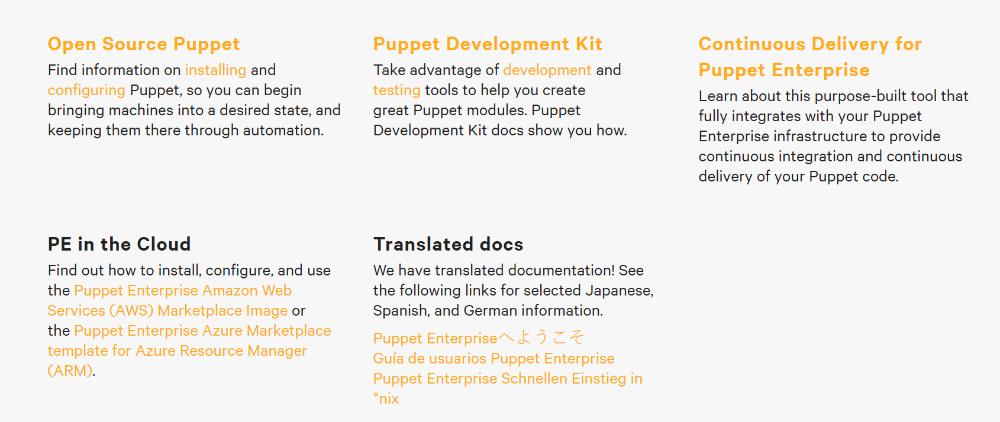 Open Source Puppet
Find information on installing and
configuring Puppet, so you can begin
bringing machines into a desired state, and
keeping them there through automation.
Puppet Development Kit
Take advantage of development and
testing tools to help you create
great Puppet modules. Puppet
Development Kit docs show you how.
Continuous Delivery for
Puppet Enterprise
Learn about this purpose-built tool that
fully integrates with your Puppet
Enterprise infrastructure to provide
continuous integration and continuous
delivery of your Puppet code.
PE in the Cloud
Find out how to install, configure, and use
the Puppet Enterprise Amazon Web
Services (AWS) Marketplace Image or
the Puppet Enterprise Azure Marketplace
template for Azure Resource Manager
(ARM).
Translated docs
We have translated documentation! See
the following links for selected Japanese,
Spanish, and German information.
Puppet Enterpriseへようこそ
Guía de usuarios Puppet Enterprise
Puppet Enterprise Schnellen Einstieg in
*nix